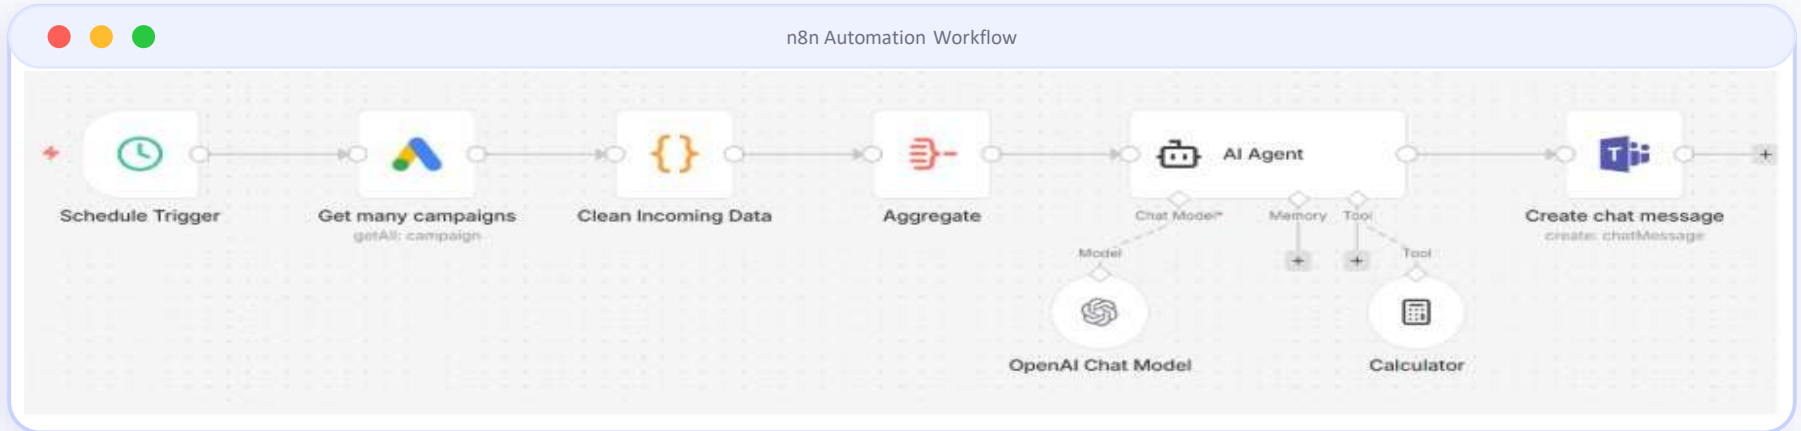 n8n Automation Workflow
Schedule Trigger
Get many campaigns
getAll: campaign
Clean Incoming Data
Aggregate
AI Agent
Chat Model*
Memory
Tool
T
Create chat message
create: chatMessage
Model
+
+
+
Tool
OpenAI Chat Model
Calculator